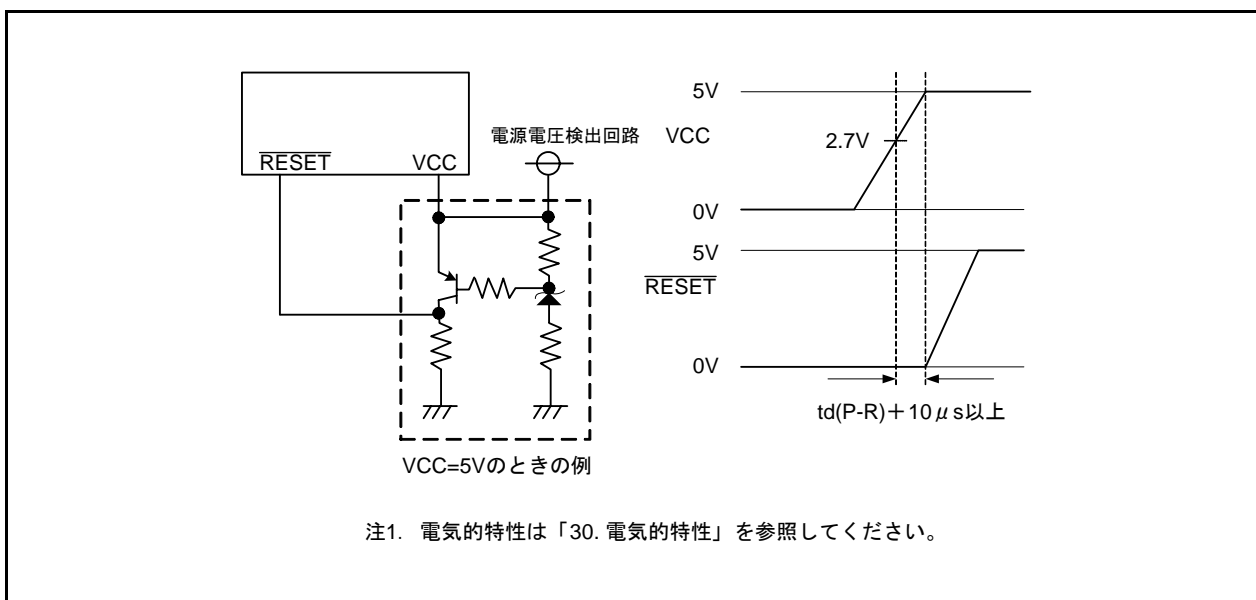 RESET
VCC
電源電圧検出回路
VCC=5Vのときの例
5V
VCC
2.7V
0V
5V
RESET
0V
td(P-R)+10μs以上
注1. 電気的特性は「30. 電気的特性」を参照してください。